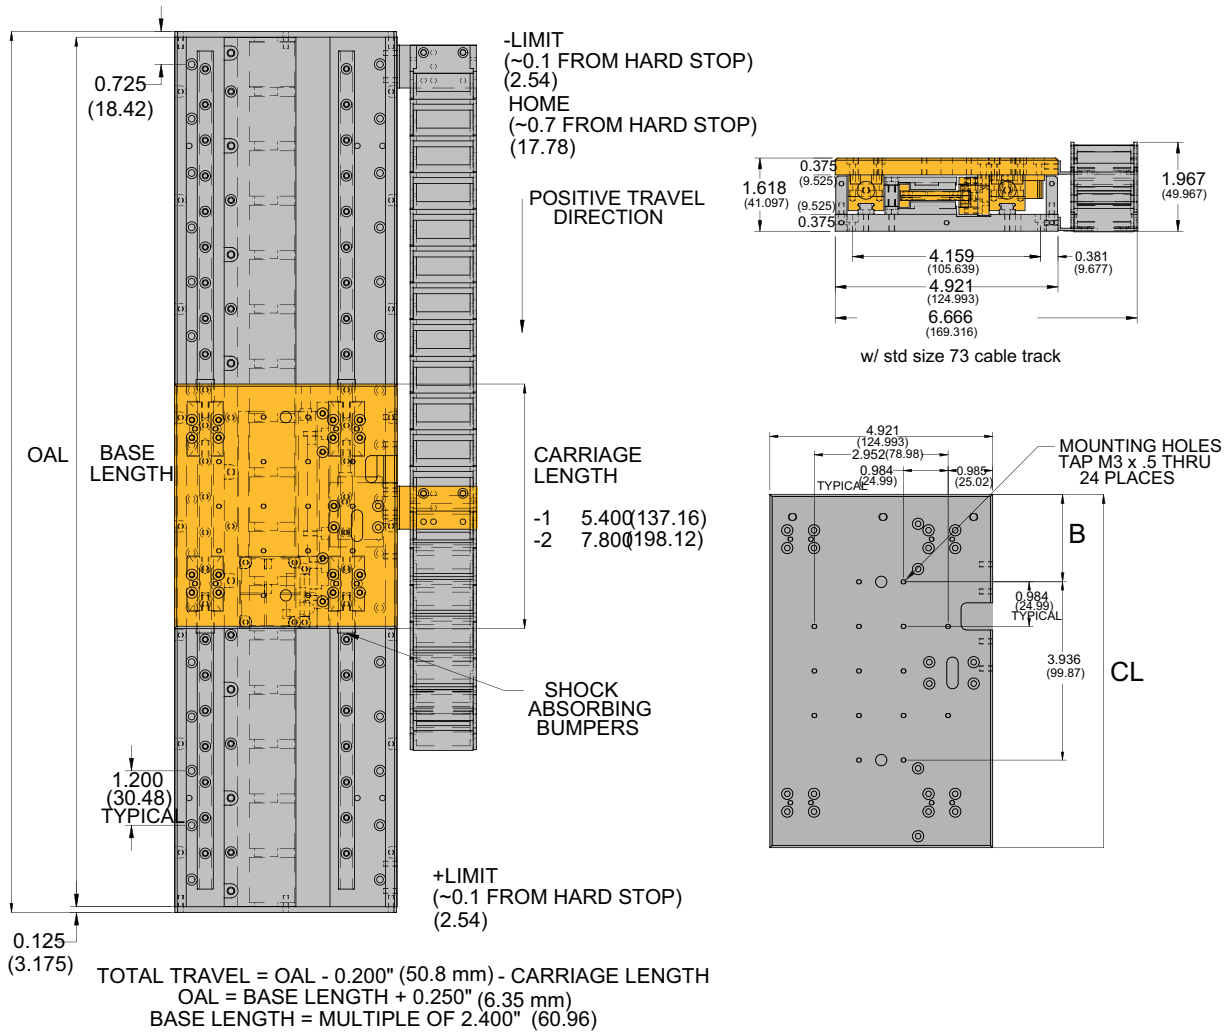 -LIMIT
(~0.1 FROM HARD STOP)
(2.54)
HOME
(~0.7 FROM HARD STOP)
(17.78)
0.725
(18.42)
POSITIVE TRAVEL
DIRECTION
OAL
BASE
LENGTH
CARRIAGE
LENGTH
-1 5.400(137.16)
-2 7.800(198.12)
SHOCK
ABSORBING
BUMPERS
1.200
(30.48)
TYPICAL
+LIMIT
(~0.1 FROM HARD STOP)
(2.54)
0.125
(3.175)
TOTAL TRAVEL = OAL - 0.200" (50.8 mm) - CARRIAGE LENGTH
OAL = BASE LENGTH + 0.250" (6.35 mm)
BASE LENGTH = MULTIPLE OF 2.400" (60.96)
0.375
(9.525)
1.618
(41.097)
(9.525)
0.375
1.967
(49.967)
4.159
(105.639)
0.381
(9.677)
4.921
(124.993)
6.666
(169.316)
w/ std size 73 cable track
4.921
(124.993)
2.952(78.98)
0.984
(24.99)
TYPICAL
0.985
(25.02)
MOUNTING HOLES
TAP M3 x .5 THRU
24 PLACES
B
0.984
(24.99)
TYPICAL
3.936
(99.87)
CL